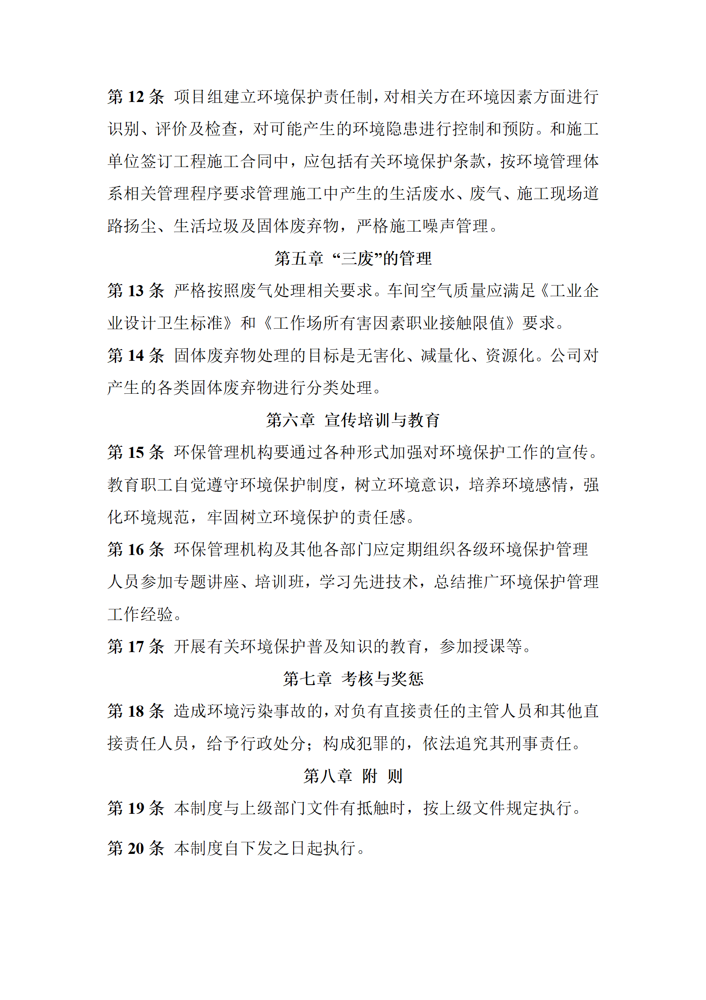 第 12 条 项目组建立环境保护责任制，对相关方在环境因素方面进行
识别、评价及检查，对可能产生的环境隐患进行控制和预防。和施工
单位签订工程施工合同中，应包括有关环境保护条款，按环境管理体
系相关管理程序要求管理施工中产生的生活废水、废气、施工现场道
路扬尘、生活垃圾及固体废弃物，严格施工噪声管理。
第五章 “三废”的管理
第 13 条 严格按照废气处理相关要求。车间空气质量应满足《工业企
业设计卫生标准》和《工作场所有害因素职业接触限值》要求。
第 14 条 固体废弃物处理的目标是无害化、减量化、资源化。公司对
产生的各类固体废弃物进行分类处理。
第六章 宣传培训与教育
第 15 条 环保管理机构要通过各种形式加强对环境保护工作的宣传。
教育职工自觉遵守环境保护制度，树立环境意识，培养环境感情，强
化环境规范，牢固树立环境保护的责任感。
第 16 条 环保管理机构及其他各部门应定期组织各级环境保护管理
人员参加专题讲座、培训班，学习先进技术，总结推广环境保护管理
工作经验。
第 17 条 开展有关环境保护普及知识的教育，参加授课等。
第七章 考核与奖惩
第 18 条 造成环境污染事故的，对负有直接责任的主管人员和其他直
接责任人员，给予行政处分；构成犯罪的，依法追究其刑事责任。
第八章 附 则
第 19 条 本制度与上级部门文件有抵触时，按上级文件规定执行。
第 20 条 本制度自下发之日起执行。